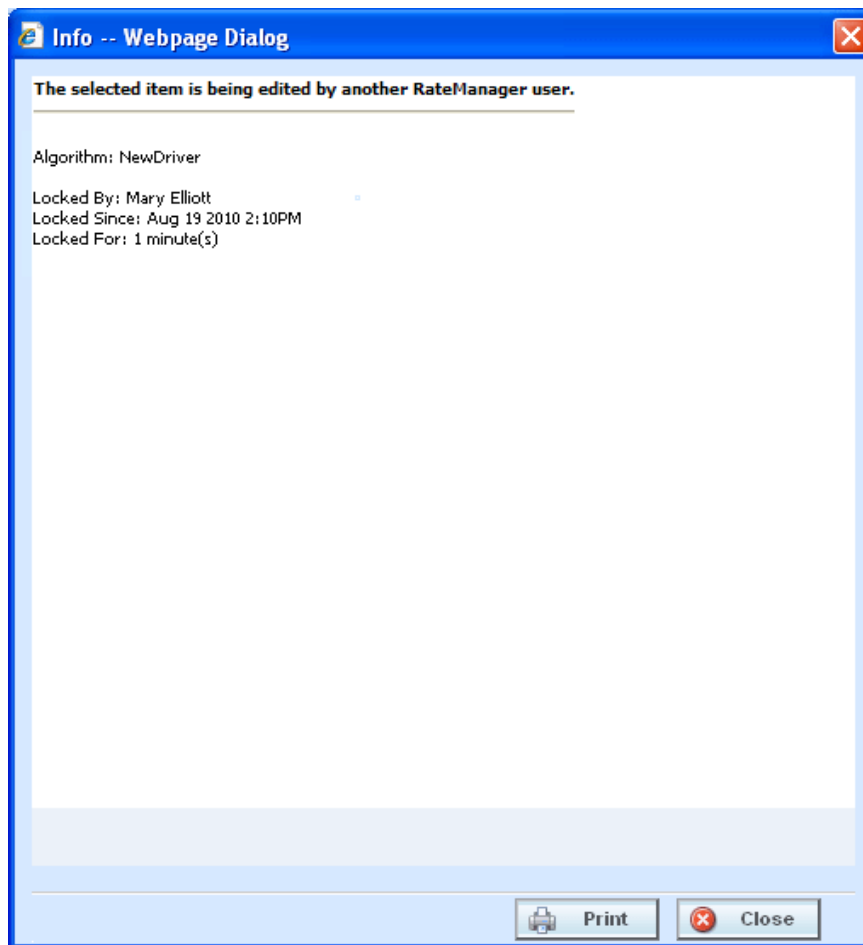 Info -- Webpage Dialog
The selected item is being edited by another RateManager user.
Algorithm: NewDriver
Locked By: Mary Elliott
Locked Since: Aug 19 2010 2:10PM
Locked For: 1 minute(s)
Print
Close